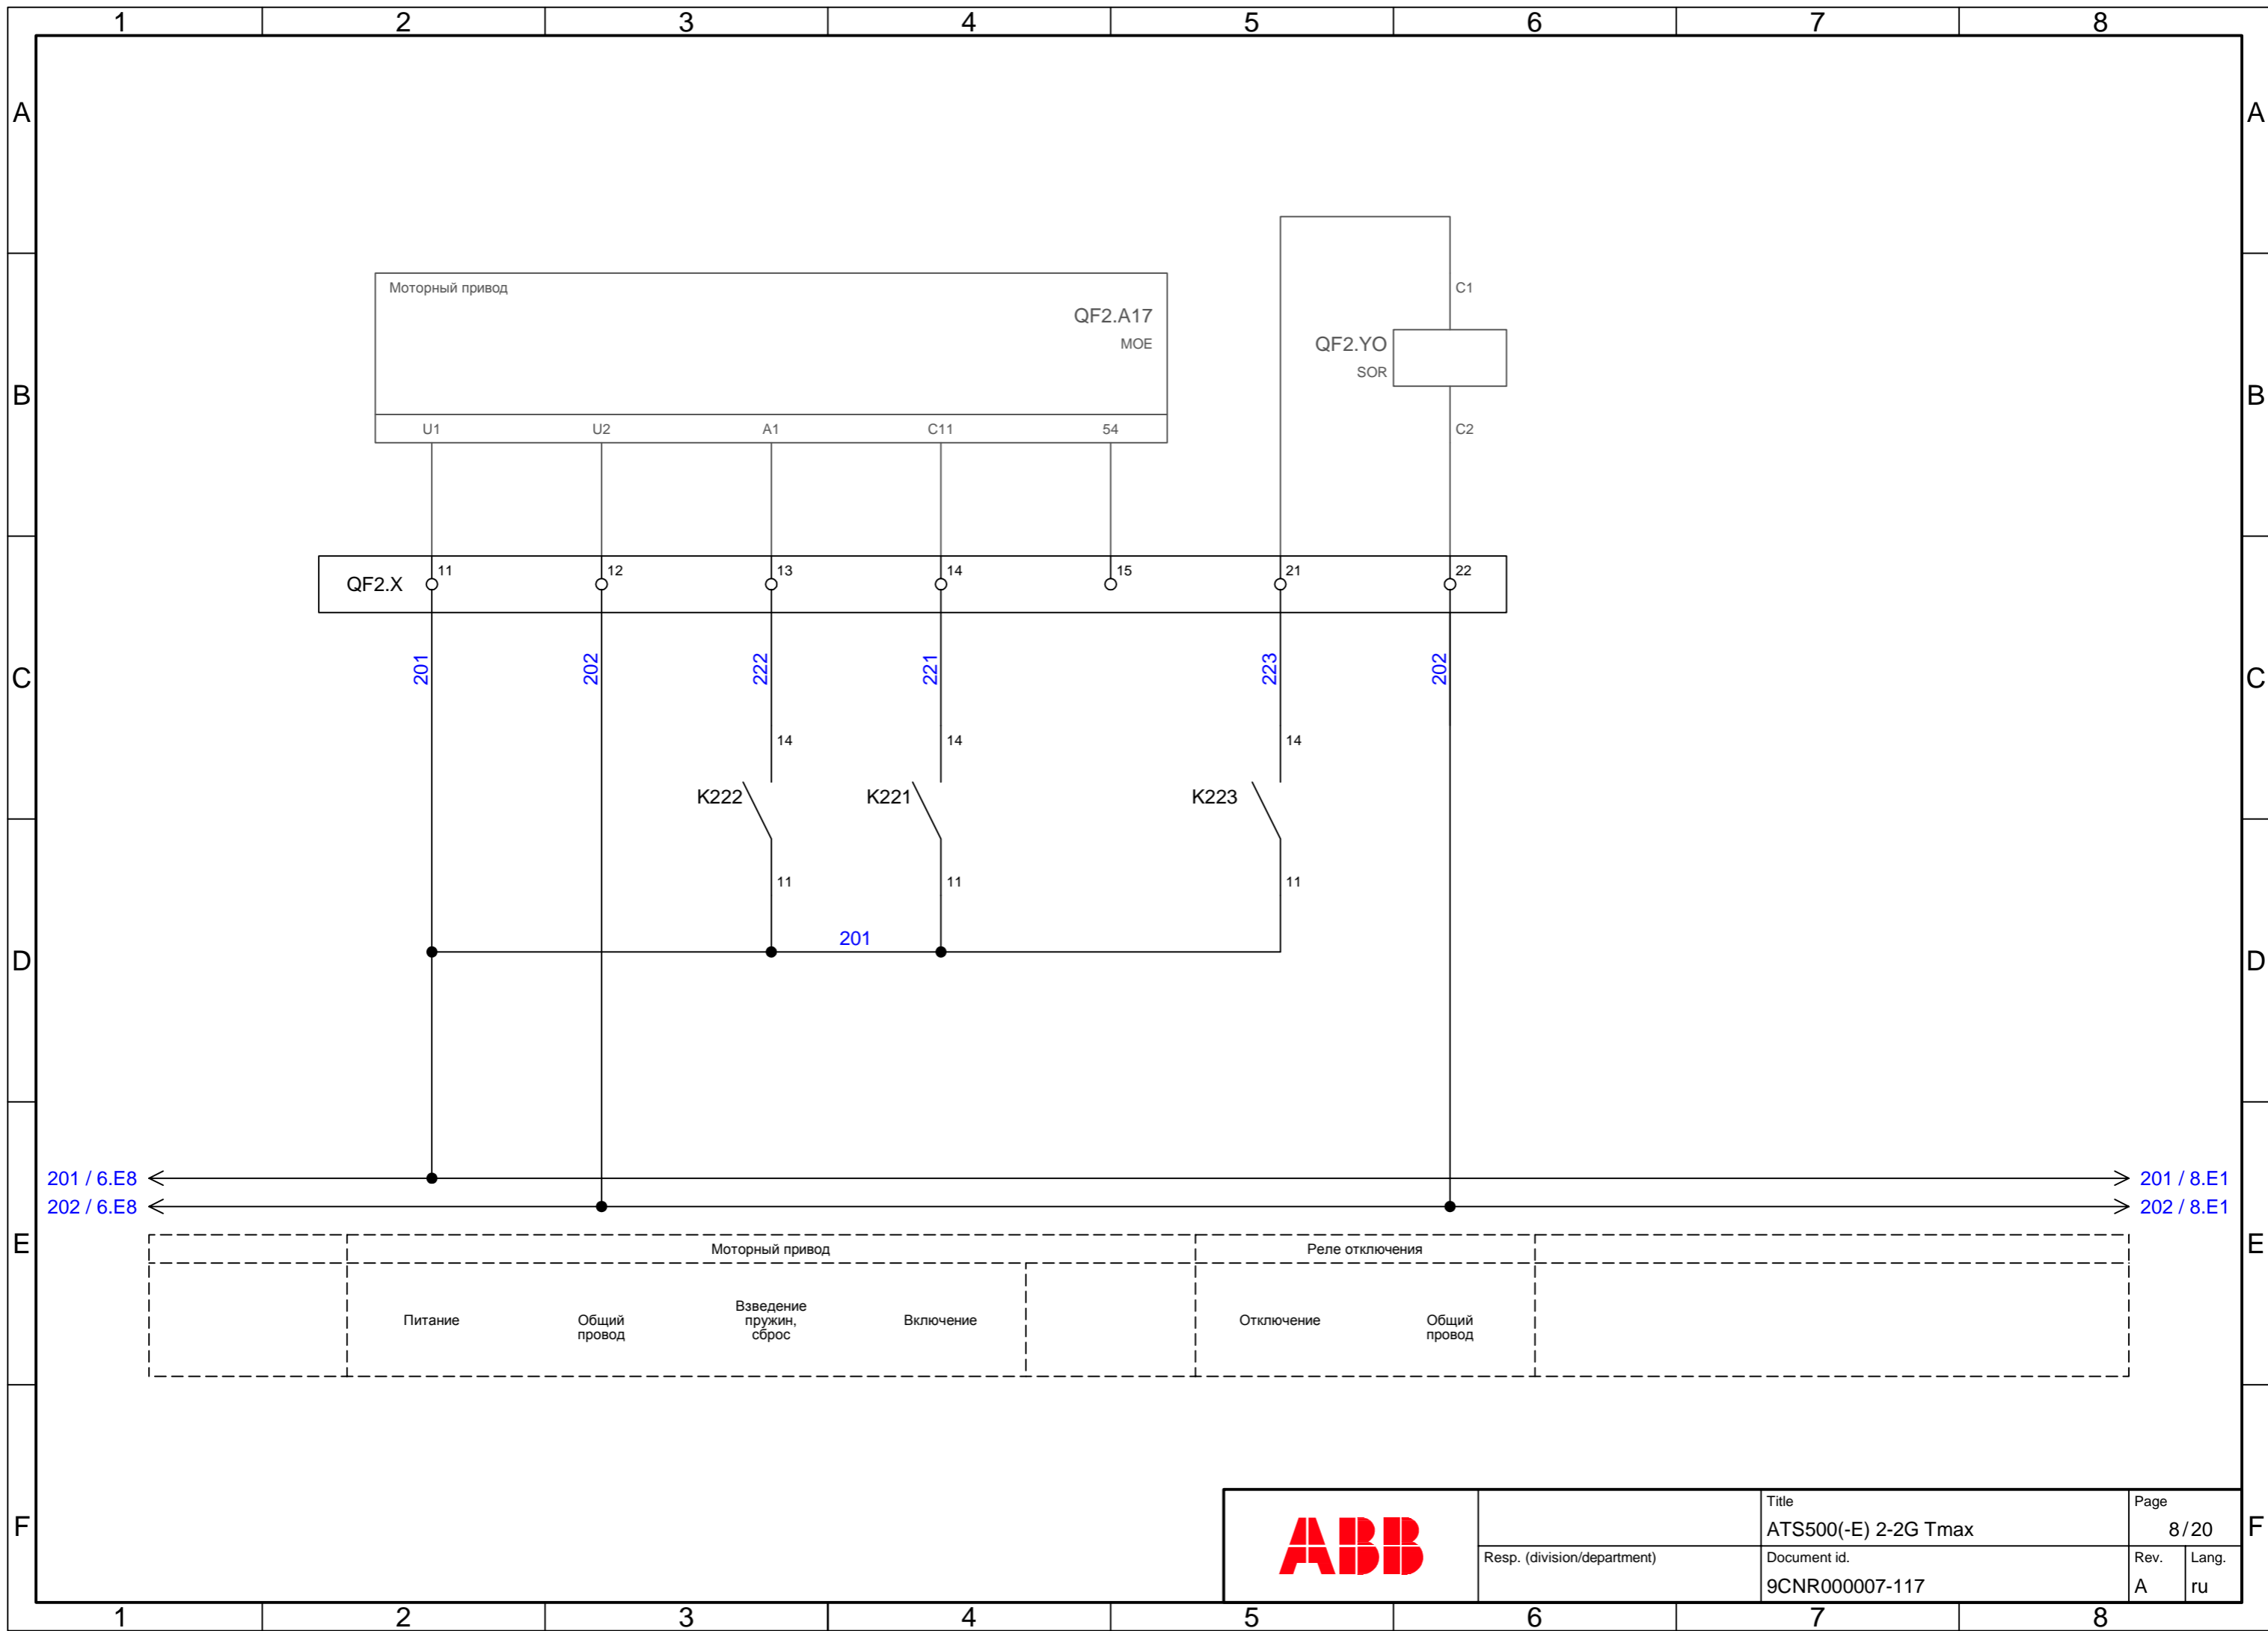 1 2 3 4 5 6 7 8
A A
Моторный привод
QF2.A17
MOE
C1
QF2.YO
SOR
B B
U1 U2 A1 C11 54
C2
QF2.X 11 12 13 14 15 21 22
201 202 222 221 223 202
C C
14 14 14
K222 K221 K223
11 11 11
201
D D
201 / 6.E8 201 / 8.E1
202 / 6.E8 202 / 8.E1
E E
Моторный привод Реле отключения
Питание
Общий
провод
Взведение
пружин,
сброс
Включение
Отключение
Общий
провод
F F
ABB
Title
ATS500(-E) 2-2G Tmax
Page
8/20
Resp. (division/department)
Document id.
9CNR000007-117
Rev.
A
Lang.
ru
1 2 3 4 5 6 7 8